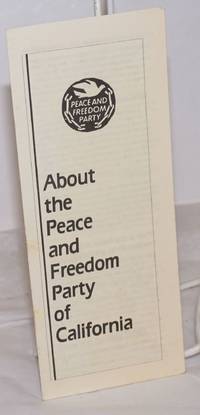 PEACE AND
FREEDOM
PARTY
About
the
Peace
and
Freedom
Party
of
California